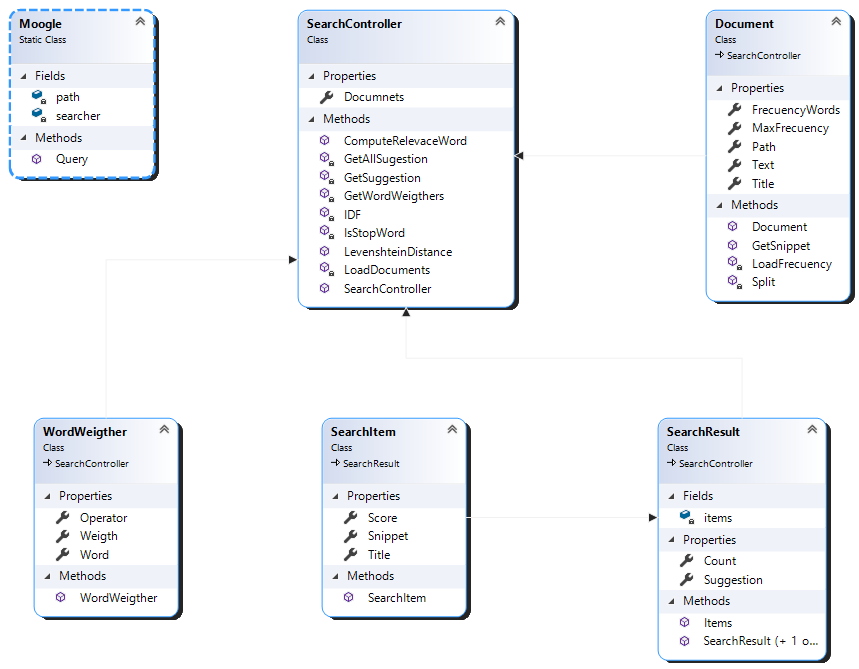 Moogle
Static Class
Fields
path
searcher
Methods
Query
SearchController
Class
Properties
Documnets
Methods
ComputeRelevaceWord
GetAllSugestion
GetSuggestion
GetWordWeigthers
IDF
IsStopWord
LevenshteinDistance
LoadDocuments
SearchController
Document
Class
SearchController
Properties
FrecuencyWords
MaxFrecuency
Path
Text
Title
Methods
Document
GetSnippet
LoadFrecuency
Split
WordWeigther
Class
SearchController
Properties
Operator
Weigth
Word
Methods
WordWeigther
SearchItem
Class
SearchResult
Properties
Score
Snippet
Title
Methods
SearchItem
SearchResult
Class
SearchController
Fields
items
Properties
Count
Suggestion
Methods
Items
SearchResult (+ 1 o...